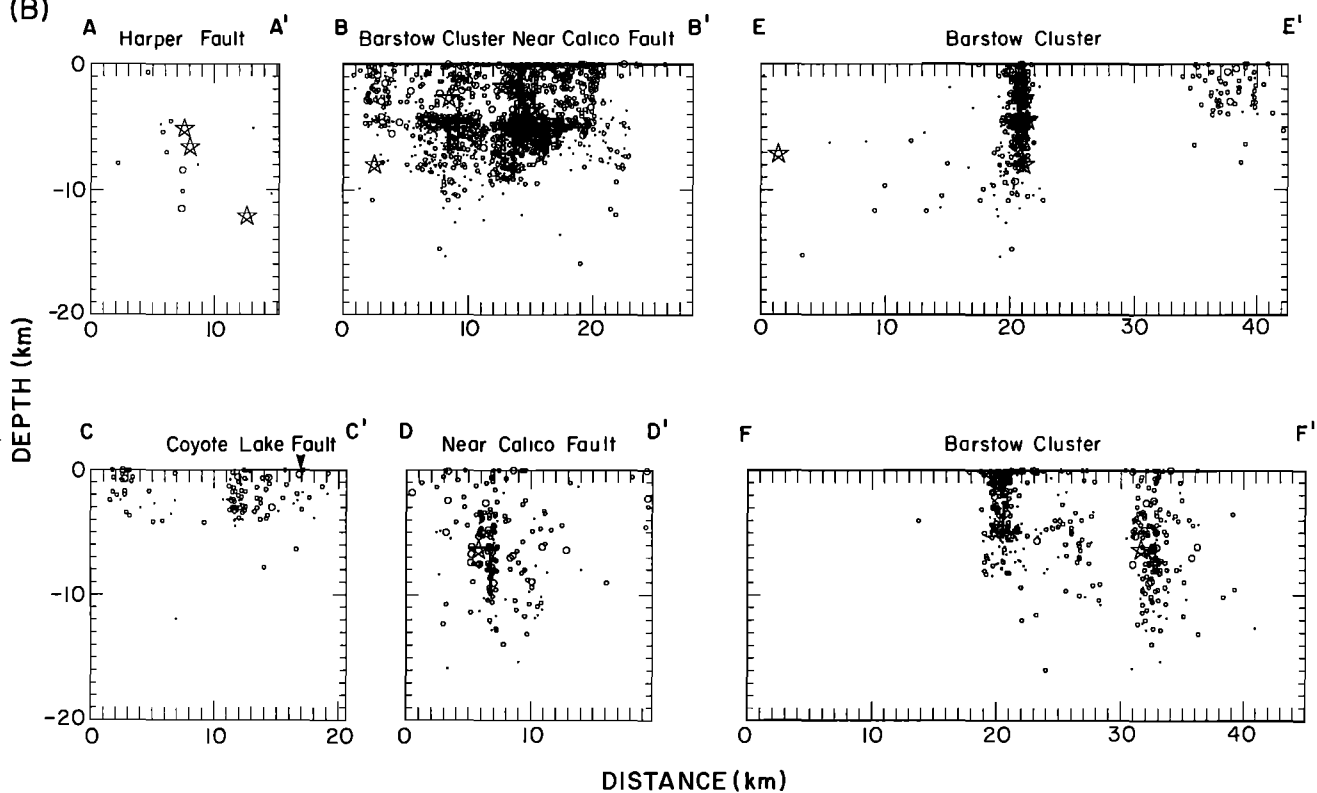 (B)
A Harper Fault A'
B Barstow Cluster Near Calico Fault B'
E Barstow Cluster E'
0
-10
-20
0 10
0 10 20
0 10 20 30 40
DEPTH (km)
C Coyote Lake Fault C'
D Near Calico Fault D'
F Barstow Cluster F'
0
-10
-20
0 10 20
0 10
0 10 20 30 40
DISTANCE (km)